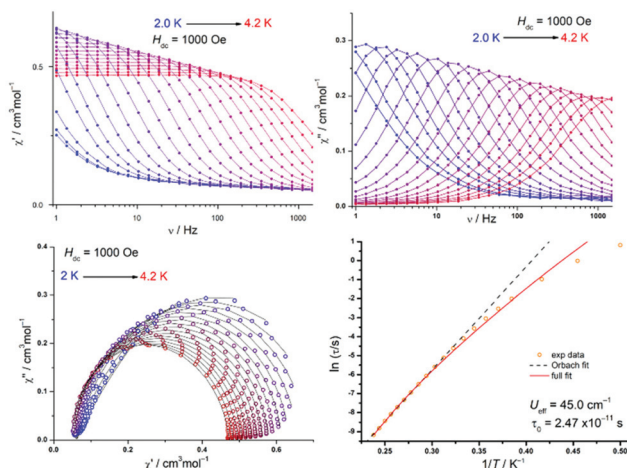 2.0 K 4.2 K
H_dc = 1000 Oe
χ' / cm³mol⁻¹
0.5
0.0
1 10 100 1000
ν / Hz
H_dc = 1000 Oe
2.0 K 4.2 K
χ'' / cm³mol⁻¹
0.3
0.2
0.1
0.0
1 10 100 1000
ν / Hz
H_dc = 1000 Oe
2 K 4.2 K
χ'' / cm³mol⁻¹
0.4
0.3
0.2
0.1
0.0
0.0 0.2 0.4 0.6
χ' / cm³mol⁻¹
ln (τ/s)
1
0
-1
-2
-3
-4
-5
-6
-7
-8
-9
exp data
Orbach fit
full fit
U_eff = 45.0 cm⁻¹
τ₀ = 2.47 x10⁻¹¹ s
0.25 0.30 0.35 0.40 0.45 0.50
1/T / K⁻¹